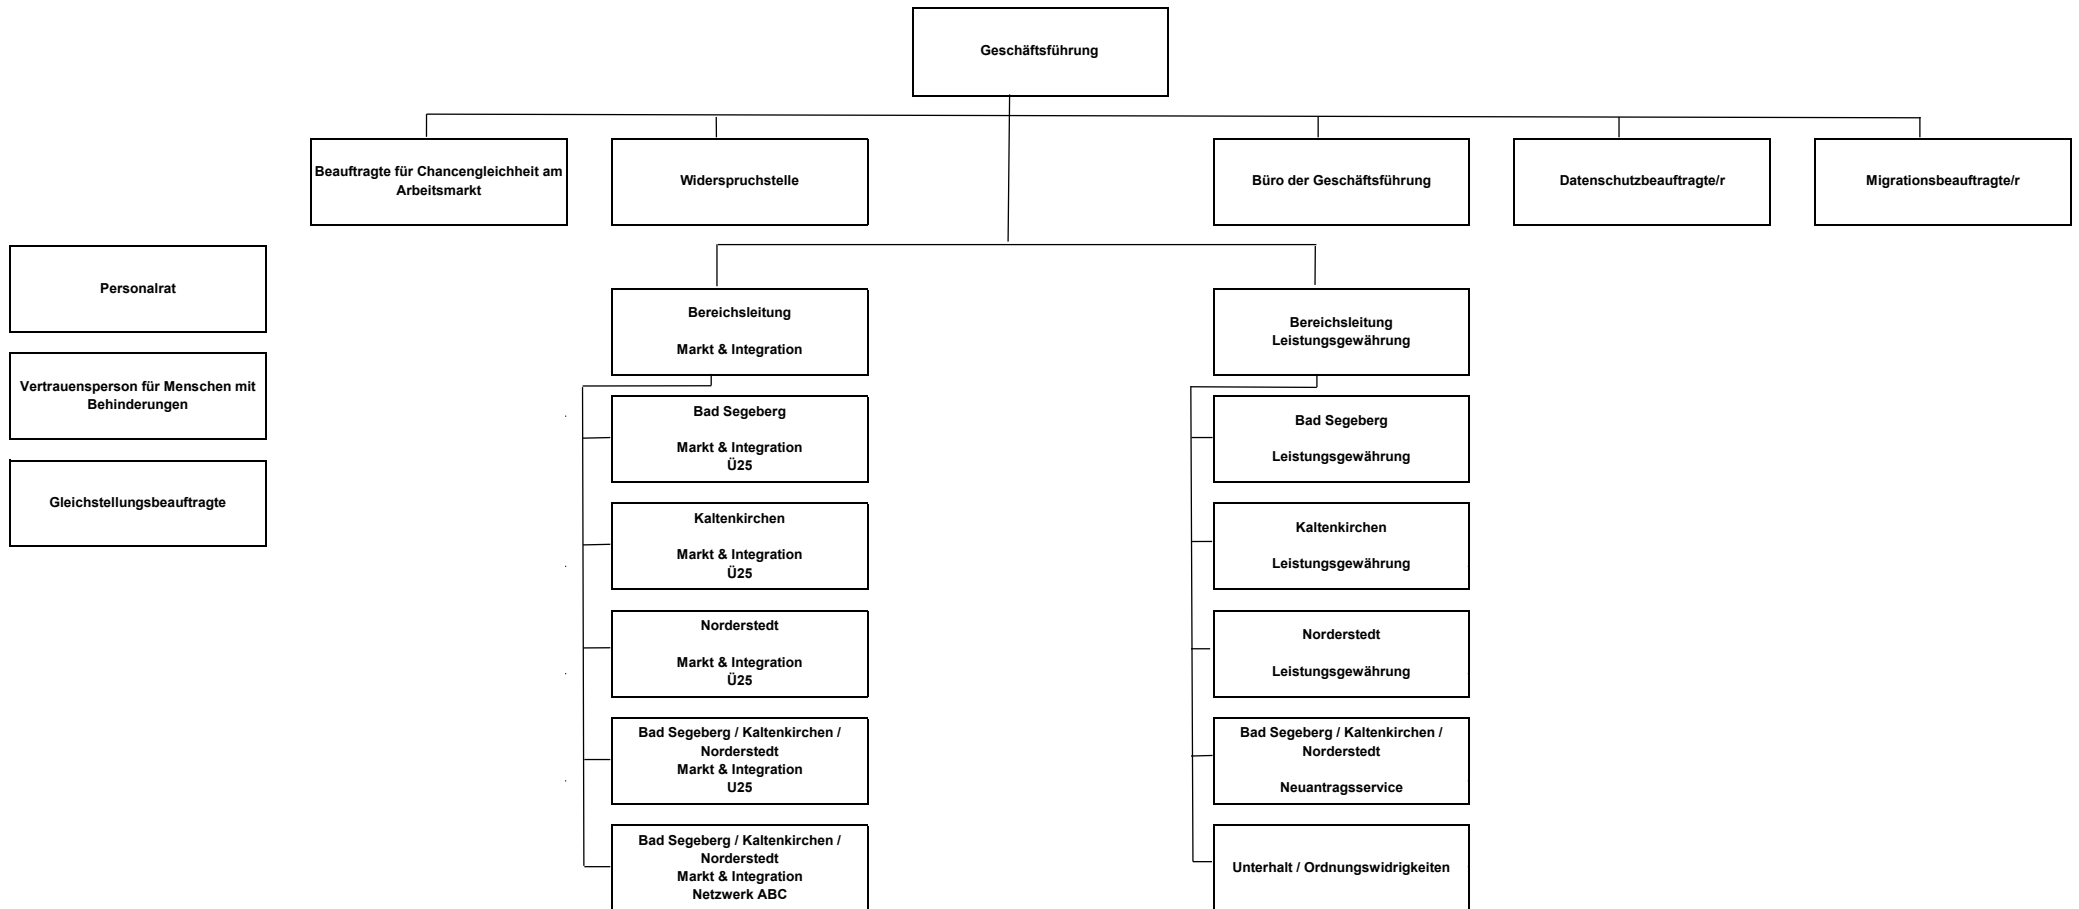 Geschäftsführung
Beauftragte für Chancengleichheit am
Arbeitsmarkt
Widerspruchstelle
Büro der Geschäftsführung
Datenschutzbeauftragte/r
Migrationsbeauftragte/r
Personalrat
Vertrauensperson für Menschen mit
Behinderungen
Gleichstellungsbeauftragte
Bereichsleitung
Markt & Integration
Bad Segeberg
Markt & Integration
Ü25
Kaltenkirchen
Markt & Integration
Ü25
Norderstedt
Markt & Integration
Ü25
Bad Segeberg / Kaltenkirchen /
Norderstedt
Markt & Integration
U25
Bad Segeberg / Kaltenkirchen /
Norderstedt
Markt & Integration
Netzwerk ABC
Bereichsleitung
Leistungsgewährung
Bad Segeberg
Leistungsgewährung
Kaltenkirchen
Leistungsgewährung
Norderstedt
Leistungsgewährung
Bad Segeberg / Kaltenkirchen /
Norderstedt
Neuantragsservice
Unterhalt / Ordnungswidrigkeiten